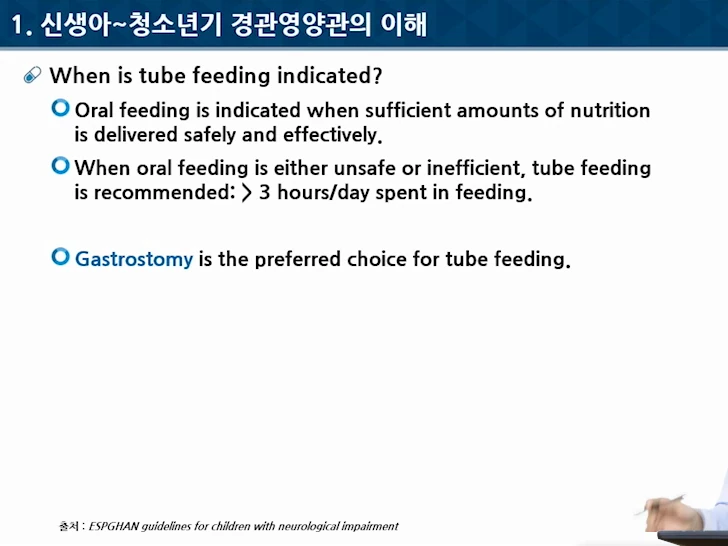 1. 신생아~청소년기 경관영양관의 이해
When is tube feeding indicated?
Oral feeding is indicated when sufficient amounts of nutrition
is delivered safely and effectively.
When oral feeding is either unsafe or inefficient, tube feeding
is recommended: > 3 hours/day spent in feeding.
Gastrostomy is the preferred choice for tube feeding.
출처 : ESPGHAN guidelines for children with neurological impairment